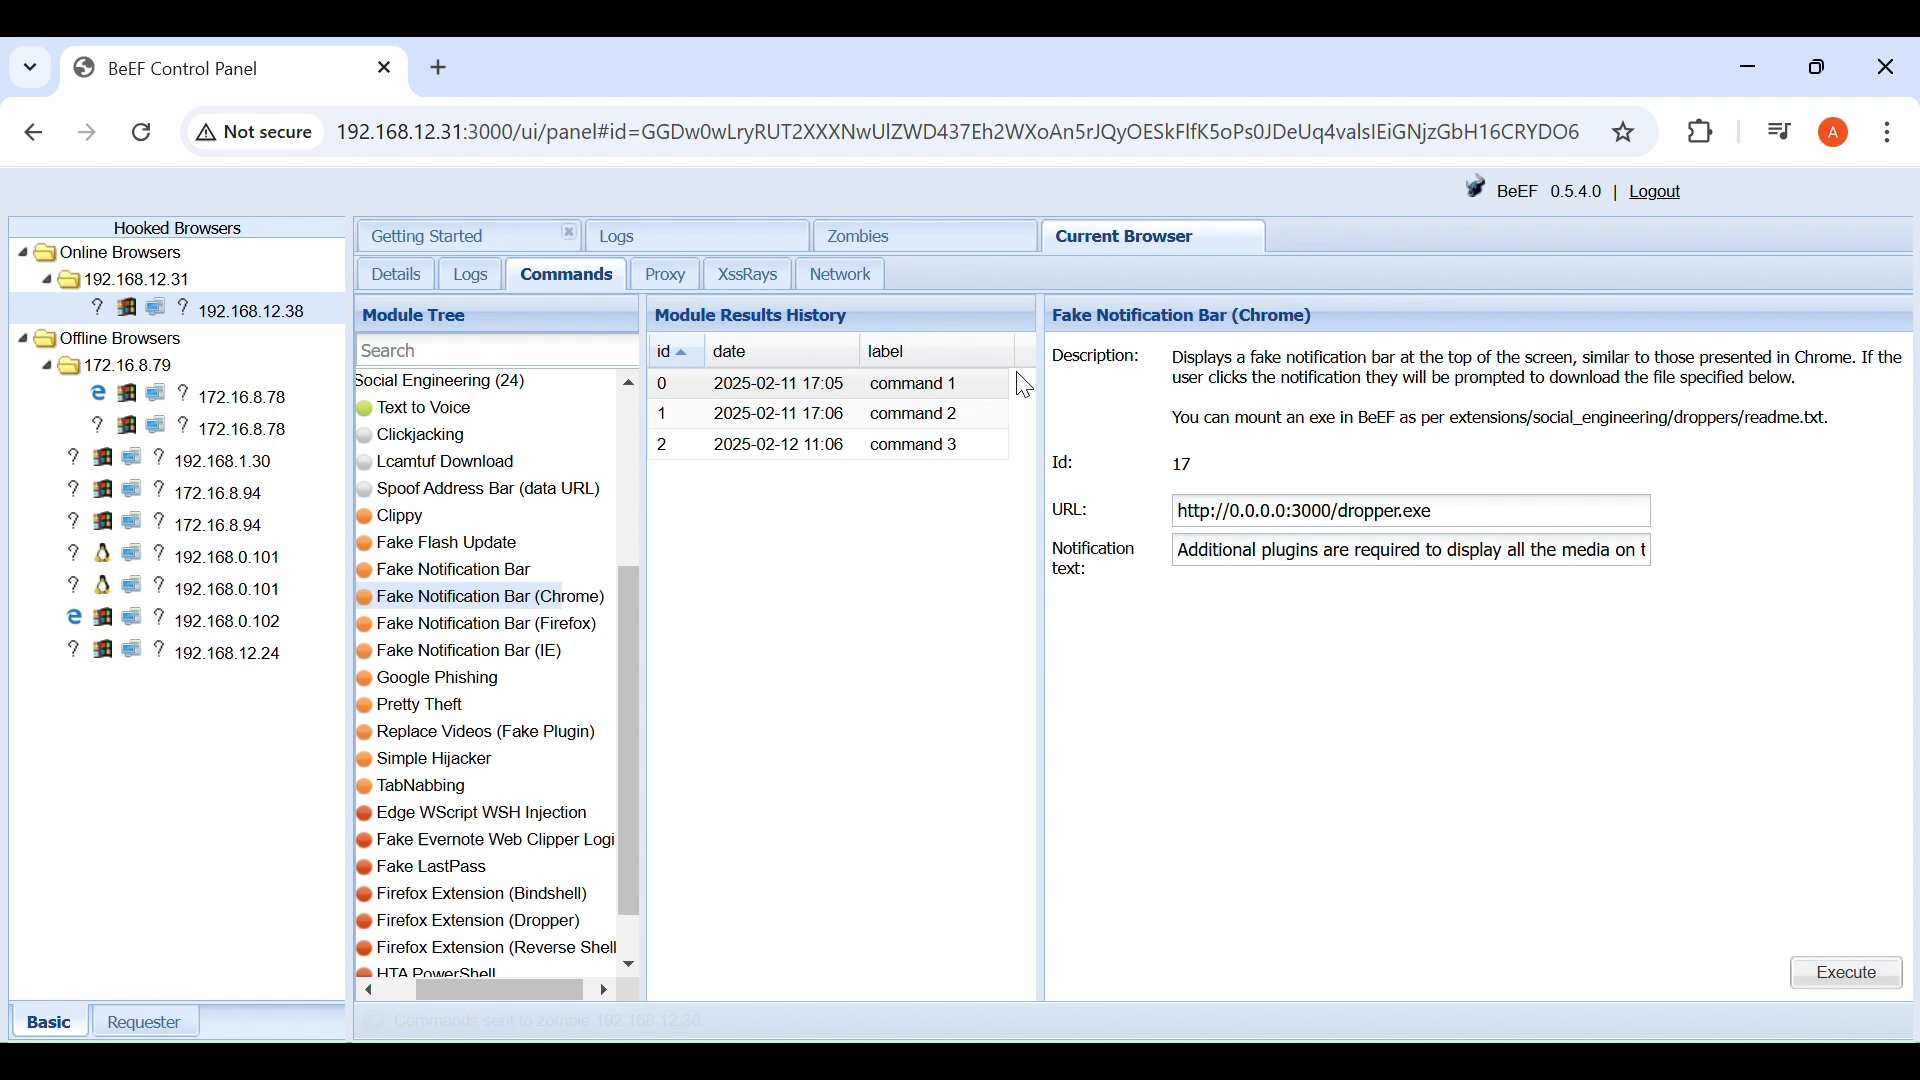 BeEF Control Panel
Not secure
192.168.12.31:3000/ui/panel#id=GGDw0wLryRUT2XXXNwUlZWD437Eh2WXoAn5rJQyOESkFlfK5oPs0JDeUq4valsIEiGNjzGbH16CRYDO6
A
BeEF 0.5.4.0 | Logout
Hooked Browsers
Online Browsers
192.168.12.31
? ? 192.168.12.38
Offline Browsers
172.16.8.79
? 172.16.8.78
? ? 172.16.8.78
? ? 192.168.1.30
? ? 172.16.8.94
? ? 172.16.8.94
? ? 192.168.0.101
? ? 192.168.0.101
? 192.168.0.102
? ? 192.168.12.24
Basic Requester
Getting Started Logs Zombies Current Browser
Details Logs Commands Proxy XssRays Network
Module Tree
Search
Social Engineering (24)
Text to Voice
Clickjacking
Lcamtuf Download
Spoof Address Bar (data URL)
Clippy
Fake Flash Update
Fake Notification Bar
Fake Notification Bar (Chrome)
Fake Notification Bar (Firefox)
Fake Notification Bar (IE)
Google Phishing
Pretty Theft
Replace Videos (Fake Plugin)
Simple Hijacker
TabNabbing
Edge WScript WSH Injection
Fake Evernote Web Clipper Logi
Fake LastPass
Firefox Extension (Bindshell)
Firefox Extension (Dropper)
Firefox Extension (Reverse Shell
HTA PowerShell
Module Results History
id date label
0 2025-02-11 17:05 command 1
1 2025-02-11 17:06 command 2
2 2025-02-12 11:06 command 3
Fake Notification Bar (Chrome)
Description: Displays a fake notification bar at the top of the screen, similar to those presented in Chrome. If the
user clicks the notification they will be prompted to download the file specified below.
You can mount an exe in BeEF as per extensions/social_engineering/droppers/readme.txt.
Id: 17
URL: http://0.0.0.0:3000/dropper.exe
Notification
text:
Additional plugins are required to display all the media on t
Execute
Commands sent to zombie 192.168.12.38